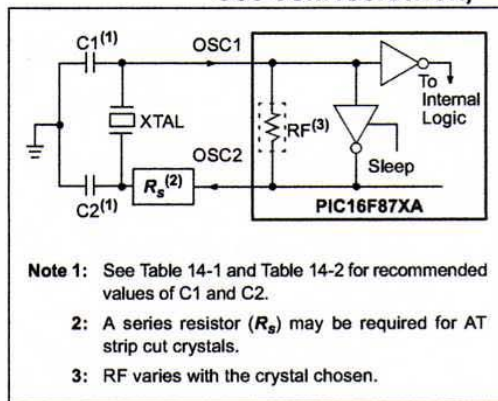 C1(1)
OSC1
To
Internal
Logic
XTAL
RF(3)
OSC2
Sleep
C2(1)
Rs(2)
PIC16F87XA
Note 1: See Table 14-1 and Table 14-2 for recommended
values of C1 and C2.
2: A series resistor (Rs) may be required for AT
strip cut crystals.
3: RF varies with the crystal chosen.